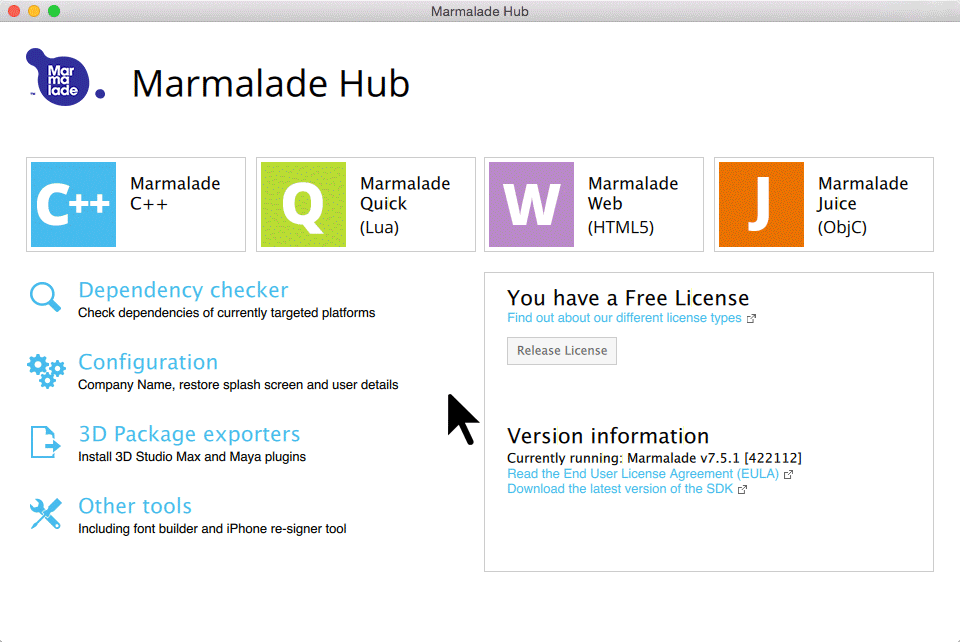 Marmalade Hub
Mar
ma
lade
™
Marmalade Hub
C++
Marmalade
C++
Q
Marmalade
Quick
(Lua)
W
Marmalade
Web
(HTML5)
J
Marmalade
Juice
(ObjC)
Dependency checker
Check dependencies of currently targeted platforms
Configuration
Company Name, restore splash screen and user details
3D Package exporters
Install 3D Studio Max and Maya plugins
Other tools
Including font builder and iPhone re-signer tool
You have a Free License
Find out about our different license types
Release License
Version information
Currently running: Marmalade v7.5.1 [422112]
Read the End User License Agreement (EULA)
Download the latest version of the SDK